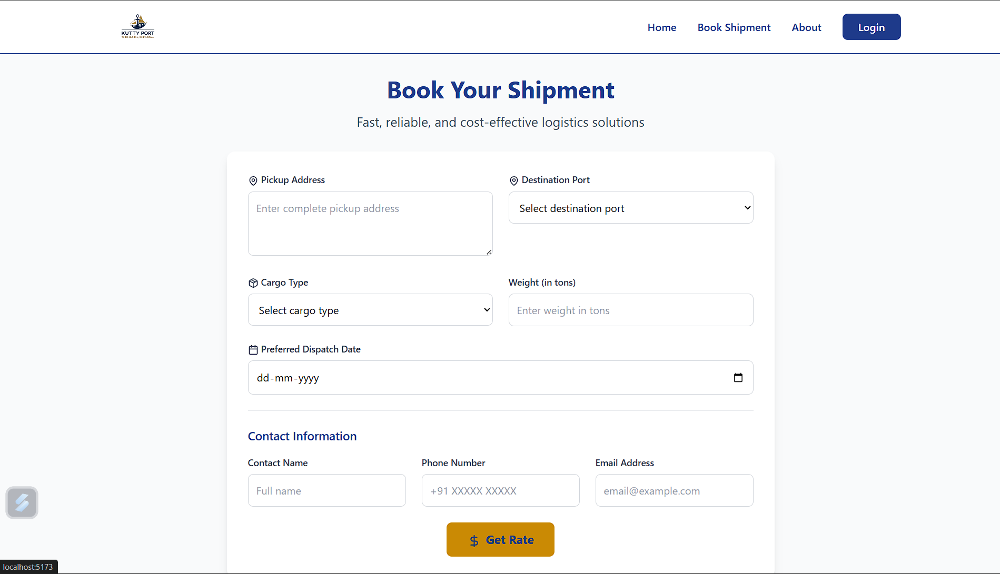 KUTTY PORT
THINK GLOBAL, SHIP LOCAL.
Home
Book Shipment
About
Login
Book Your Shipment
Fast, reliable, and cost-effective logistics solutions
Pickup Address
Destination Port
Enter complete pickup address
Select destination port
Cargo Type
Weight (in tons)
Select cargo type
Enter weight in tons
Preferred Dispatch Date
dd-mm-yyyy
Contact Information
Contact Name
Phone Number
Email Address
Full name
+91 XXXXX XXXXX
email@example.com
$ Get Rate
localhost:5173